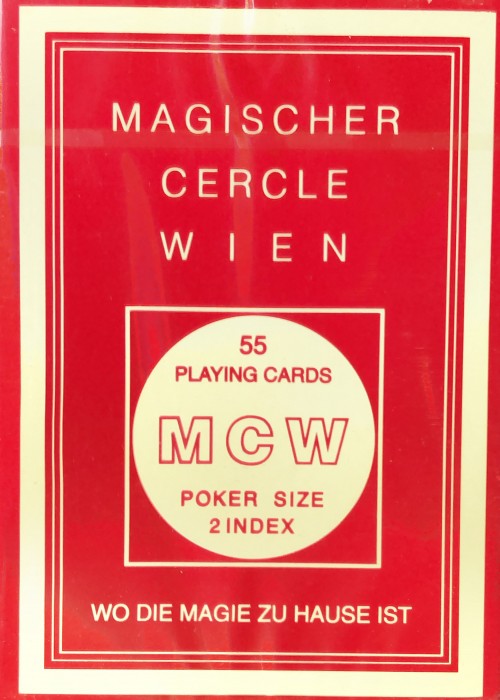 MAGISCHER
CERCLE
WIEN
55
PLAYING CARDS
MCW
POKER SIZE
2 INDEX
WO DIE MAGIE ZU HAUSE IST